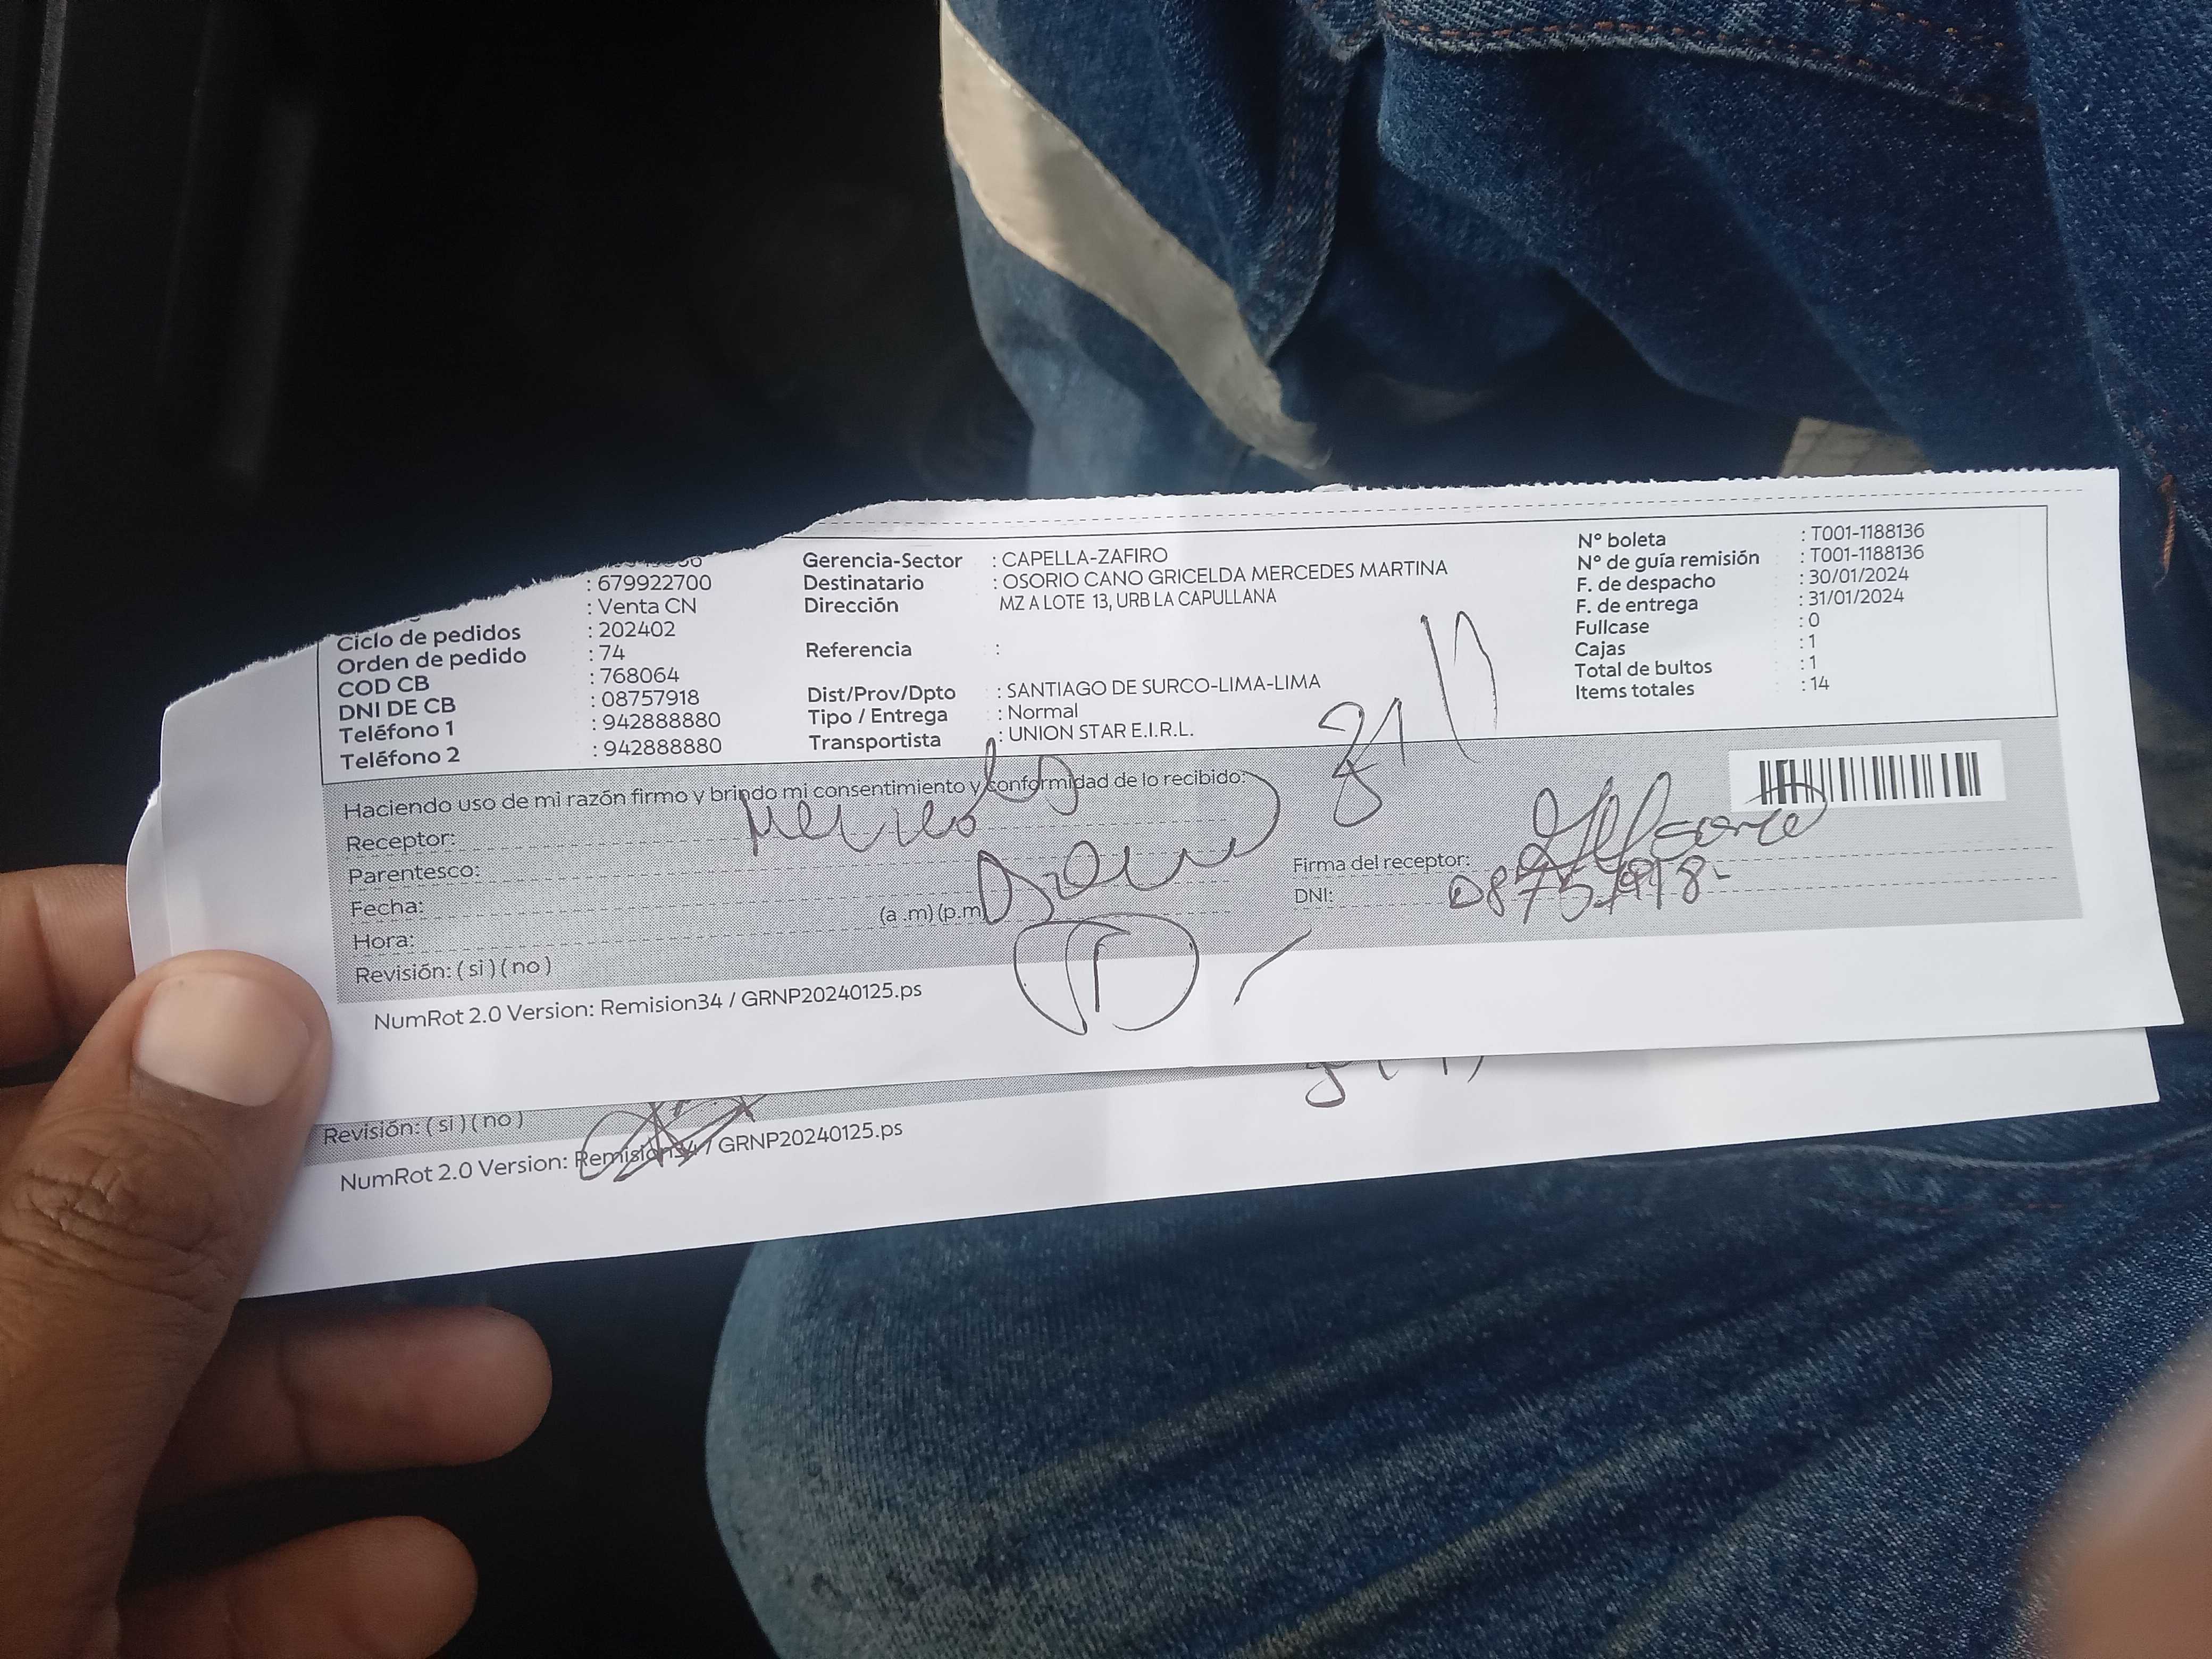 : 679922700
: Venta CN
Ciclo de pedidos : 202402
Orden de pedido : 74
COD CB : 768064
DNI DE CB : 08757918
Teléfono 1 : 942888880
Teléfono 2 : 942888880
Gerencia-Sector : CAPELLA-ZAFIRO
Destinatario : OSORIO CANO GRICELDA MERCEDES MARTINA
Dirección MZ A LOTE 13, URB LA CAPULLANA
Referencia :
Dist/Prov/Dpto : SANTIAGO DE SURCO-LIMA-LIMA
Tipo / Entrega : Normal
Transportista : UNION STAR E.I.R.L.
N° boleta : T001-1188136
N° de guía remisión : T001-1188136
F. de despacho : 30/01/2024
F. de entrega : 31/01/2024
Fullcase : 0
Cajas : 1
Total de bultos : 1
Items totales : 14
Haciendo uso de mi razón firmo y brindo mi consentimiento y conformidad de lo recibido:
Receptor:
Parentesco:
Fecha:
Hora: (a .m) (p.m
Revisión: ( si ) ( no )
Firma del receptor:
DNI: 08757918-
NumRot 2.0 Version: Remision34 / GRNP20240125.ps
Revisión: ( si ) ( no )
NumRot 2.0 Version: Remision34 / GRNP20240125.ps